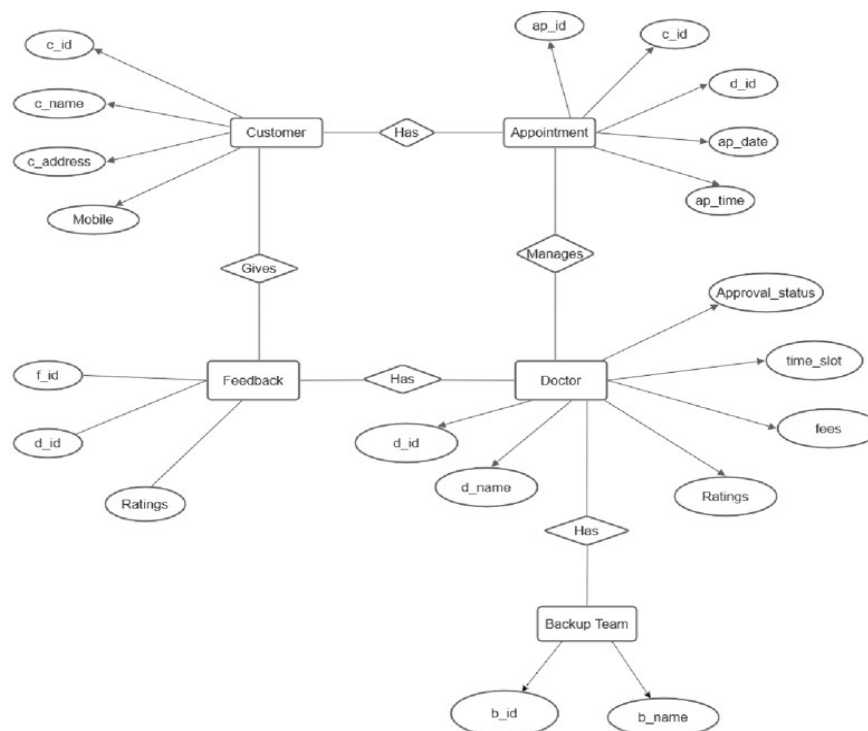 ap_id
c_id
c_id
d_id
c_name
Customer
Has
Appointment
ap_date
c_address
ap_time
Mobile
Manages
Gives
Approval_status
time_slot
f_id
Feedback
Has
Doctor
fees
d_id
d_id
d_name
Ratings
Ratings
Has
Backup Team
b_id
b_name